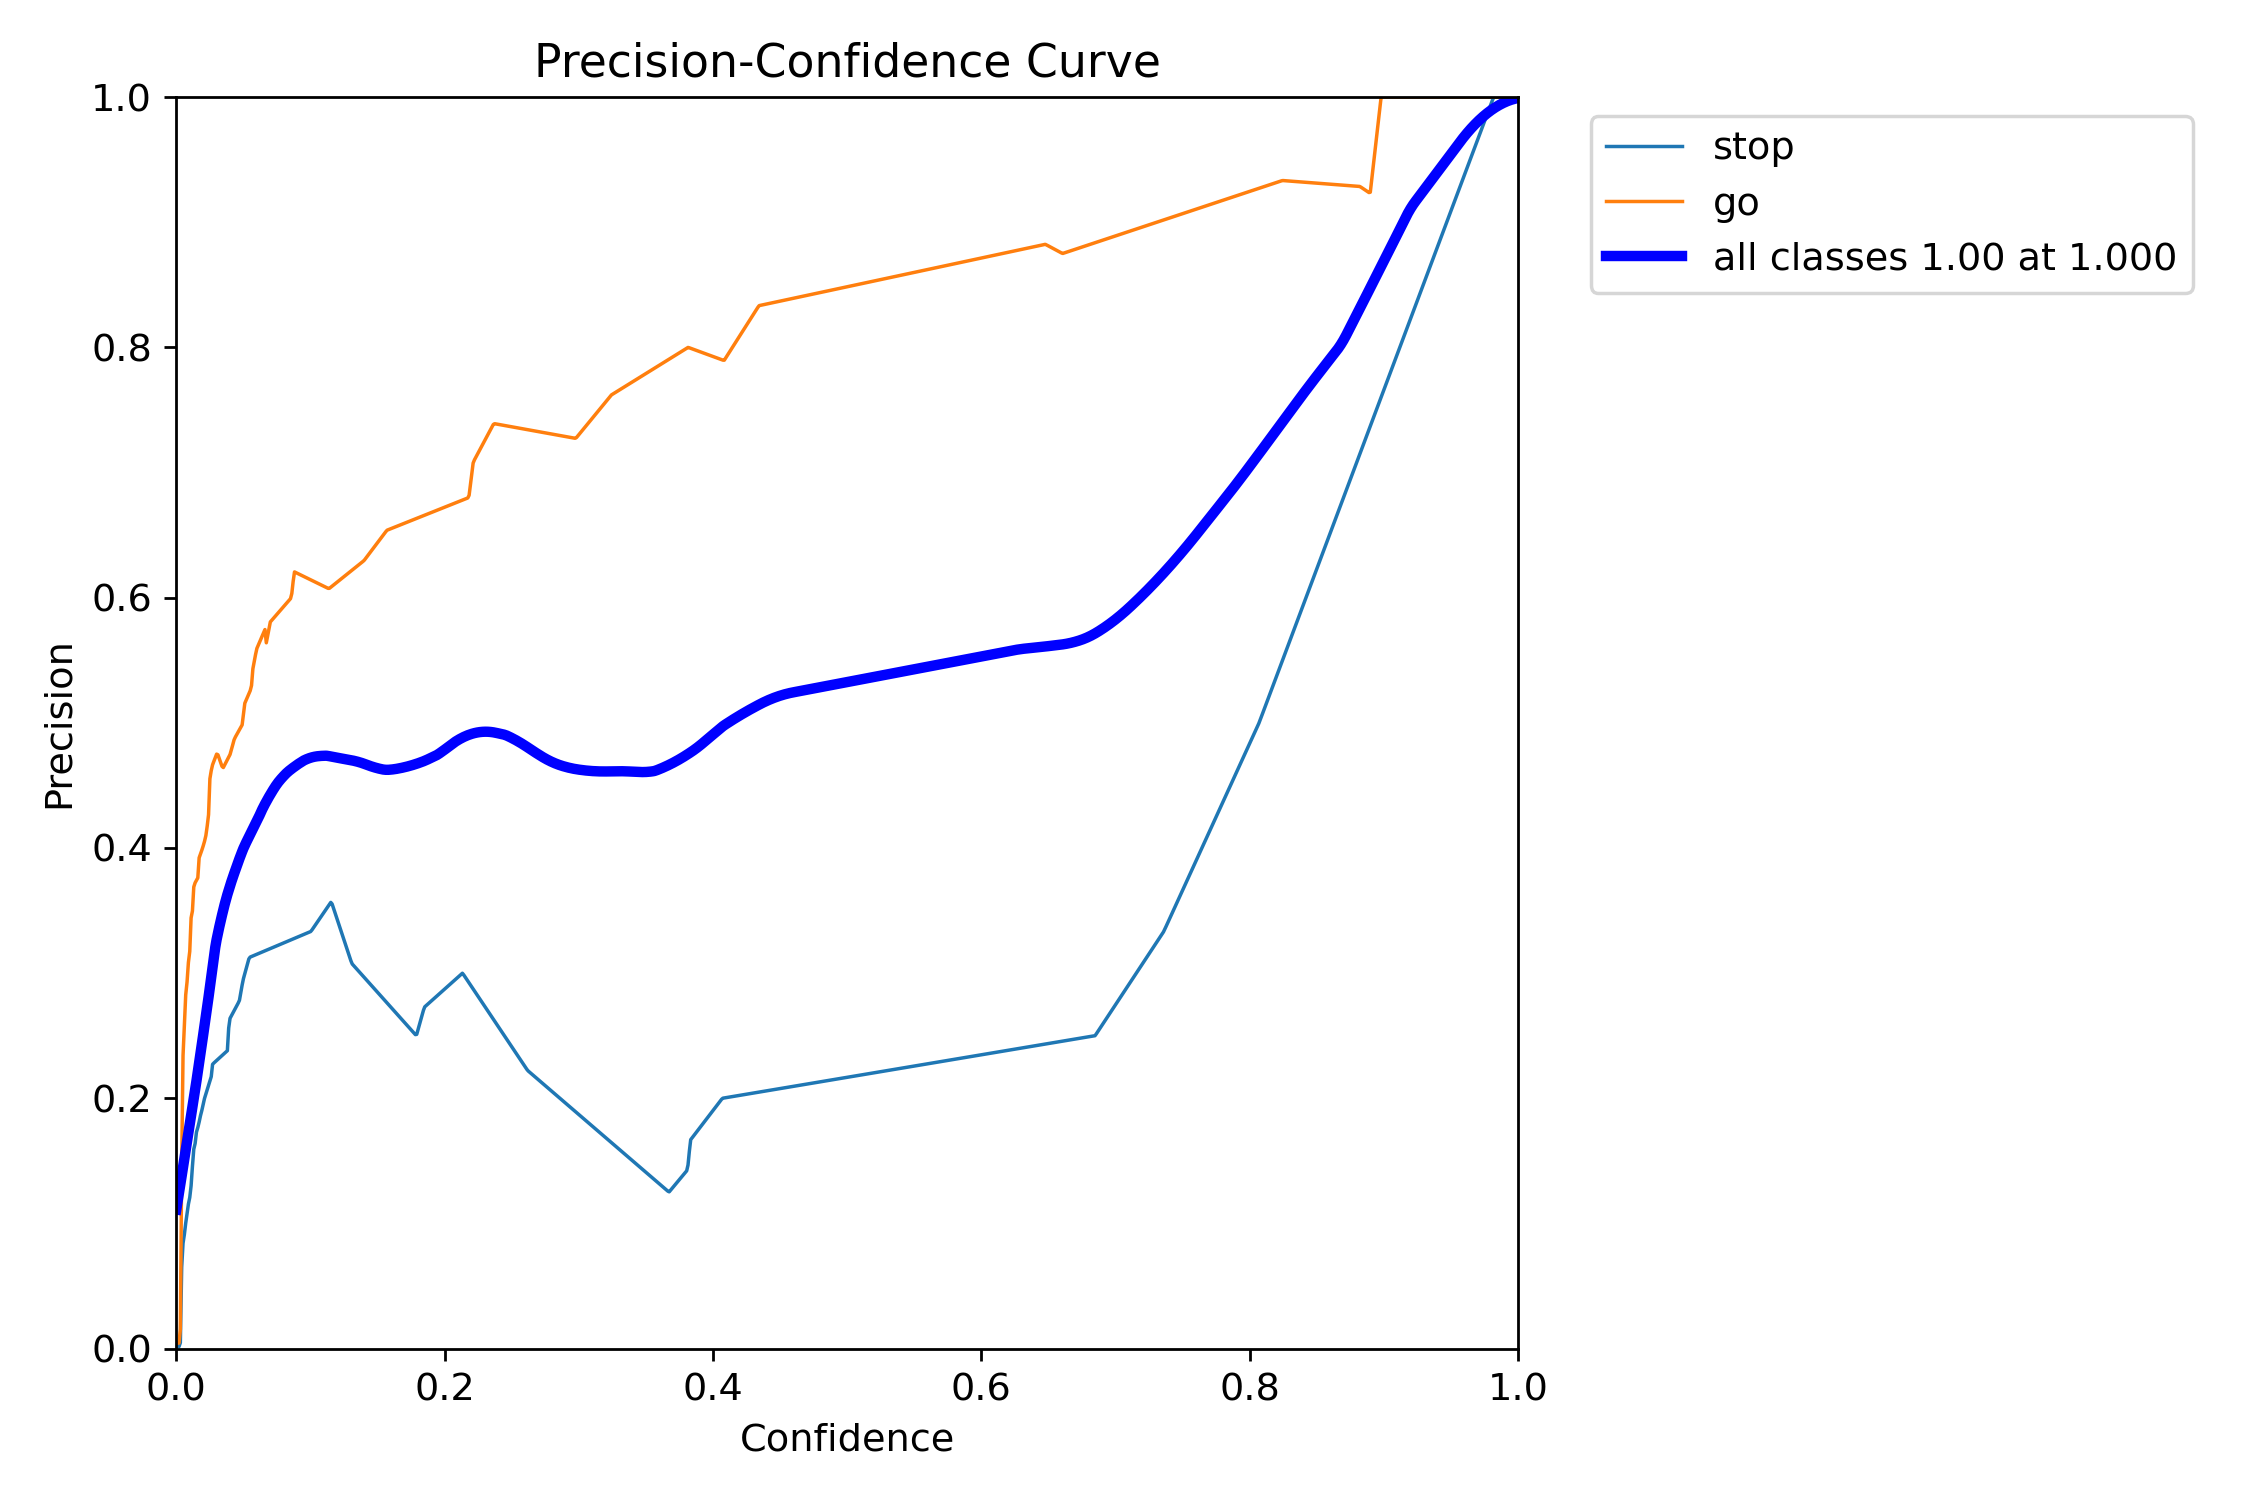 Precision-Confidence Curve
1.0
0.8
0.6
0.4
0.2
0.0
Precision
0.0 0.2 0.4 0.6 0.8 1.0
Confidence
stop
go
all classes 1.00 at 1.000